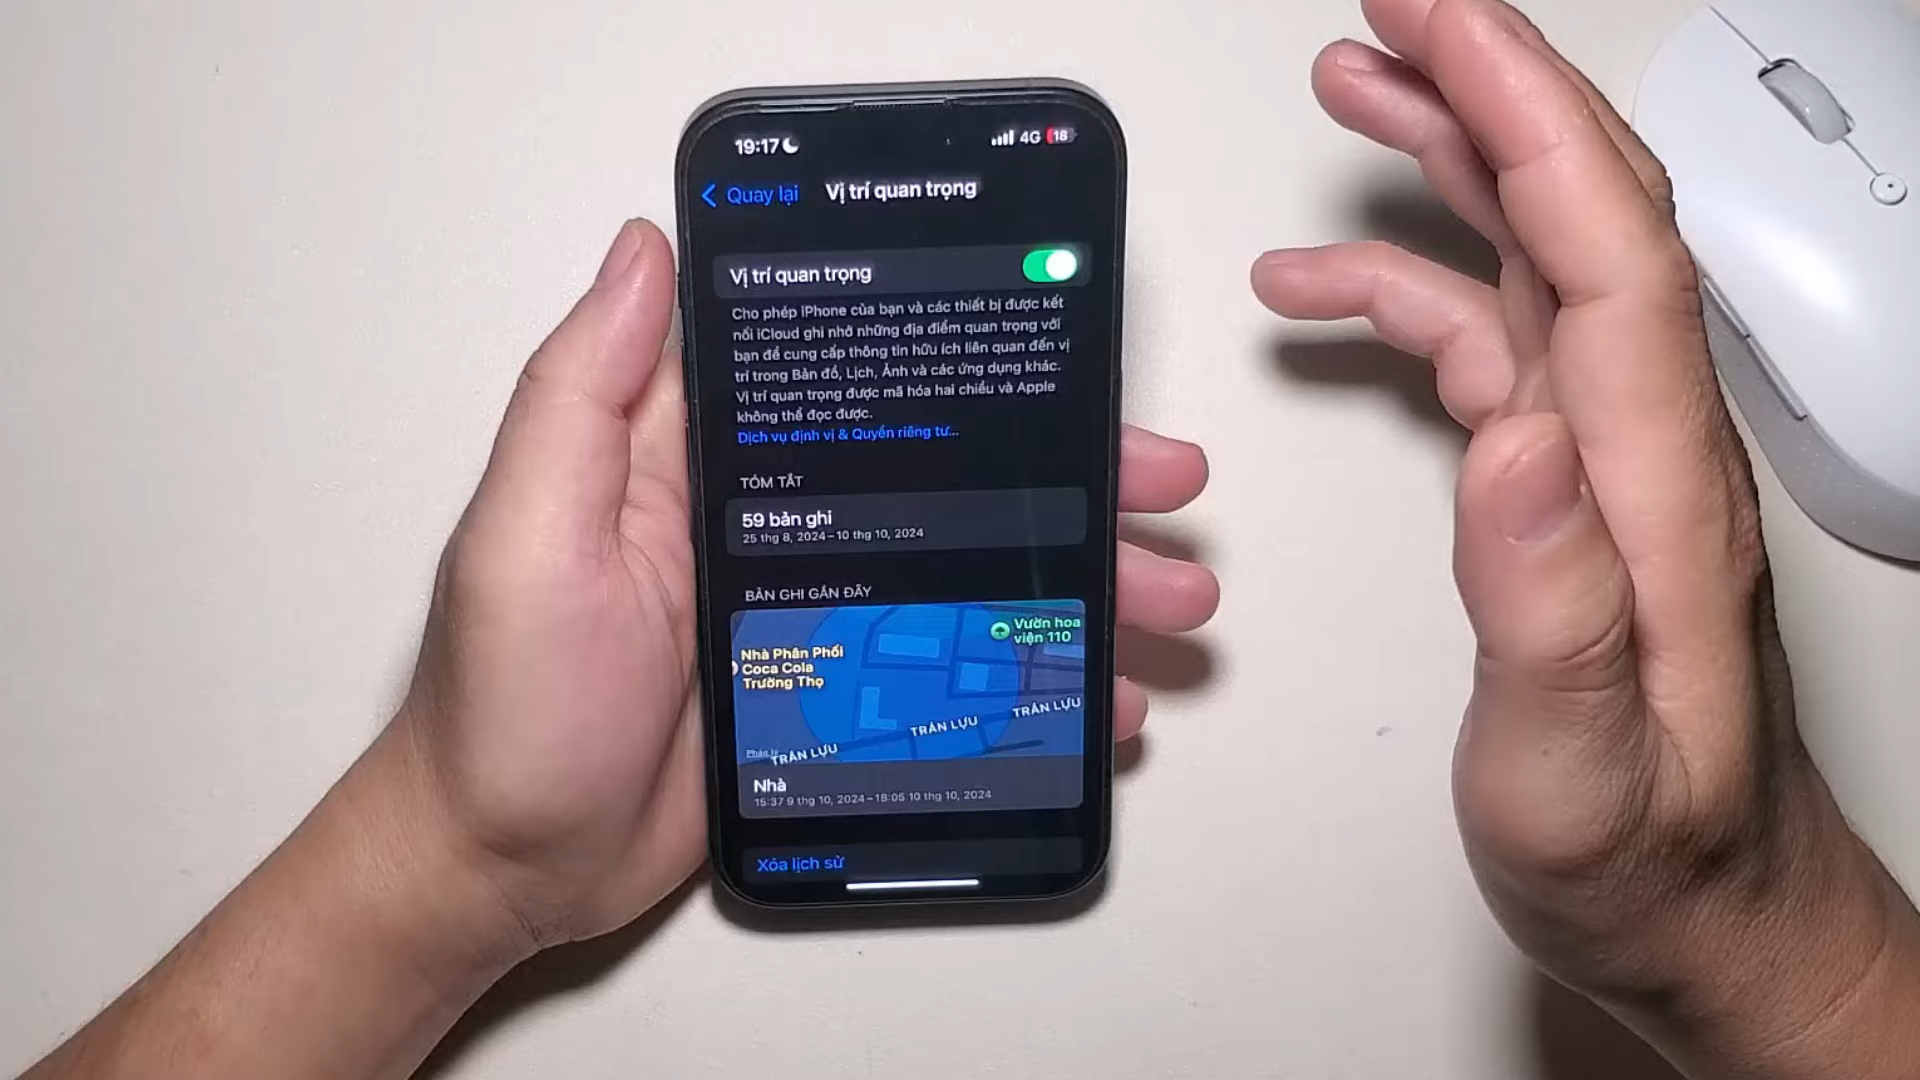 19:17
4G 18
Quay lại
Vị trí quan trọng
Vị trí quan trọng
Cho phép iPhone của bạn và các thiết bị được kết
nối iCloud ghi nhớ những địa điểm quan trọng với
bạn để cung cấp thông tin hữu ích liên quan đến vị
trí trong Bản đồ, Lịch, Ảnh và các ứng dụng khác.
Vị trí quan trọng được mã hóa hai chiều và Apple
không thể đọc được.
Dịch vụ định vị & Quyền riêng tư...
TÓM TẮT
59 bản ghi
25 thg 8, 2024–10 thg 10, 2024
BẢN GHI GẦN ĐÂY
Vườn hoa
viện 110
Nhà Phân Phối
Coca Cola
Trường Thọ
TRẦN LỰU
TRẦN LỰU
TRẦN LỰU
Pháp lý
Nhà
15:37 9 thg 10, 2024–18:05 10 thg 10, 2024
Xóa lịch sử